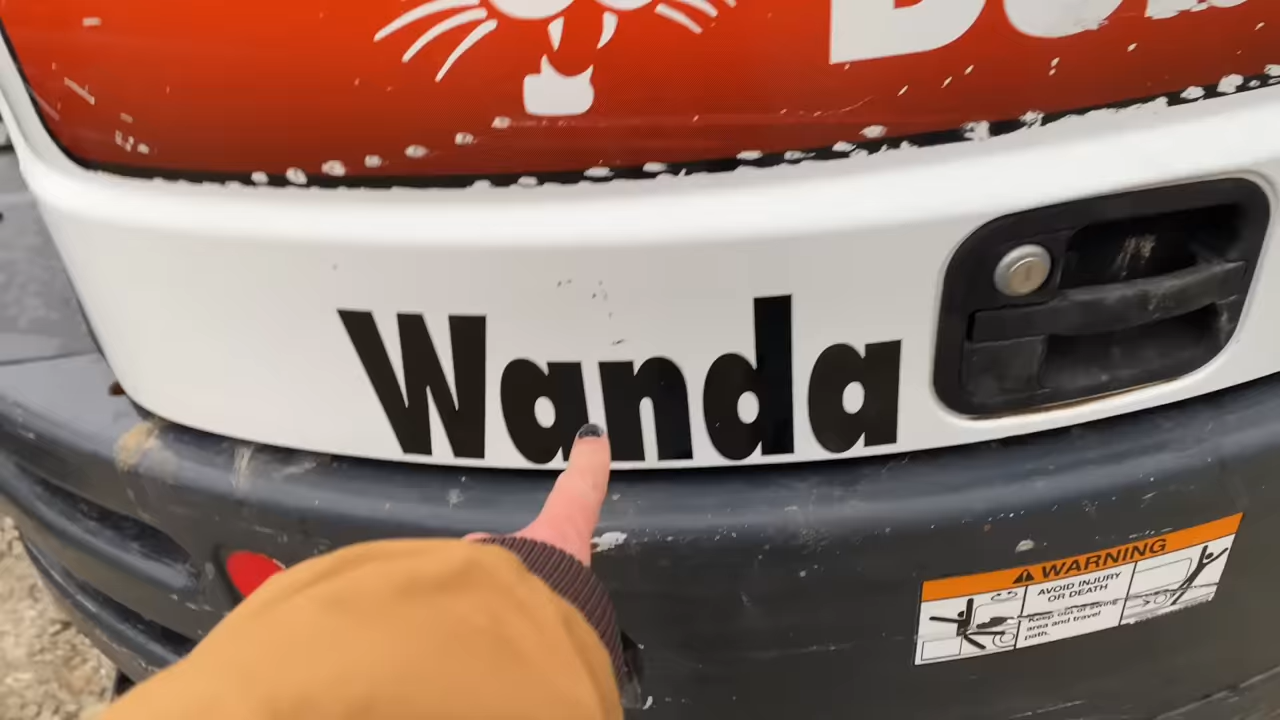 Wanda
WARNING
AVOID INJURY
OR DEATH
Keep out of swing
area and travel
path.